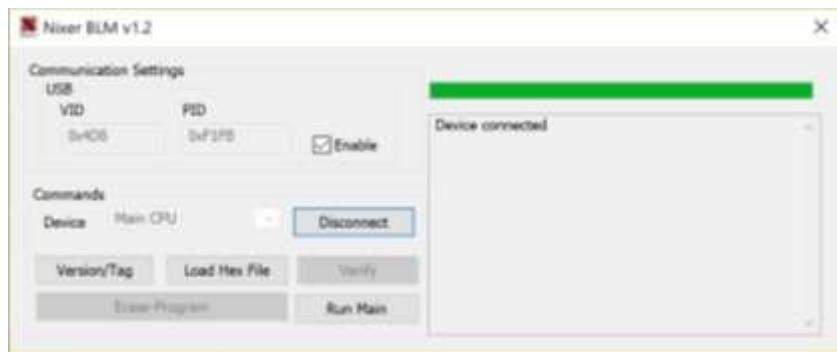 Nixer BLM v1.2
Communication Settings
USB
VID PID
0xF1FB
Enable
Device connected
Commands
Device Main CPU
Disconnect
Version/Tag Load Hex File Verify
Erase-Program Run Main